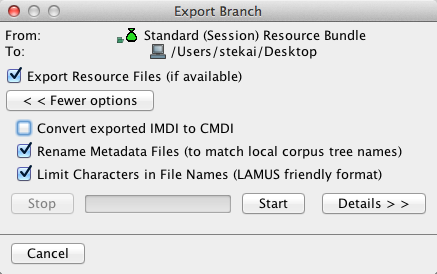 Export Branch
From: Standard (Session) Resource Bundle
To: /Users/stekai/Desktop
Export Resource Files (if available)
< < Fewer options
Convert exported IMDI to CMDI
Rename Metadata Files (to match local corpus tree names)
Limit Characters in File Names (LAMUS friendly format)
Stop Start Details > >
Cancel